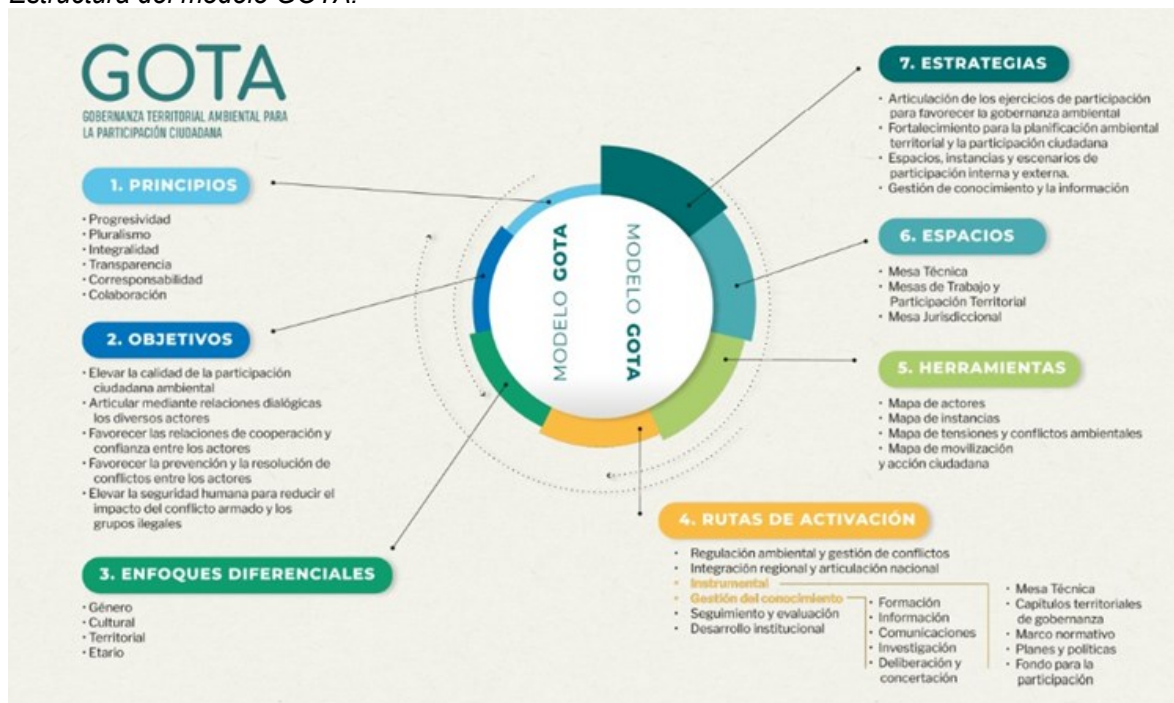 Estructura del modelo GOTA.
GOTA
GOBERNANZA TERRITORIAL AMBIENTAL PARA
LA PARTICIPACIÓN CIUDADANA
1. PRINCIPIOS
• Progresividad
• Pluralismo
• Integralidad
• Transparencia
• Corresponsabilidad
• Colaboración
2. OBJETIVOS
• Elevar la calidad de la participación
ciudadana ambiental
• Articular mediante relaciones dialógicas
los diversos actores
• Favorecer las relaciones de cooperación y
confianza entre los actores
• Favorecer la prevención y la resolución de
conflictos entre los actores
• Elevar la seguridad humana para reducir el
impacto del conflicto armado y los
grupos ilegales
3. ENFOQUES DIFERENCIALES
• Género
• Cultural
• Territorial
• Etario
MODELO GOTA
MODELO GOTA
7. ESTRATEGIAS
• Articulación de los ejercicios de participación
para favorecer la gobernanza ambiental
• Fortalecimiento para la planificación ambiental
territorial y la participación ciudadana
• Espacios, instancias y escenarios de
participación interna y externa.
• Gestión de conocimiento y la información
6. ESPACIOS
• Mesa Técnica
• Mesas de Trabajo y
Participación Territorial
• Mesa Jurisdiccional
5. HERRAMIENTAS
• Mapa de actores
• Mapa de instancias
• Mapa de tensiones y conflictos ambientales
• Mapa de movilización
y acción ciudadana
4. RUTAS DE ACTIVACIÓN
• Regulación ambiental y gestión de conflictos
• Integración regional y articulación nacional
• Instrumental
• Gestión del conocimiento
• Seguimiento y evaluación
• Desarrollo institucional
• Formación
• Información
• Comunicaciones
• Investigación
• Deliberación y
concertación
• Mesa Técnica
• Capítulos territoriales
de gobernanza
• Marco normativo
• Planes y políticas
• Fondo para la
participación